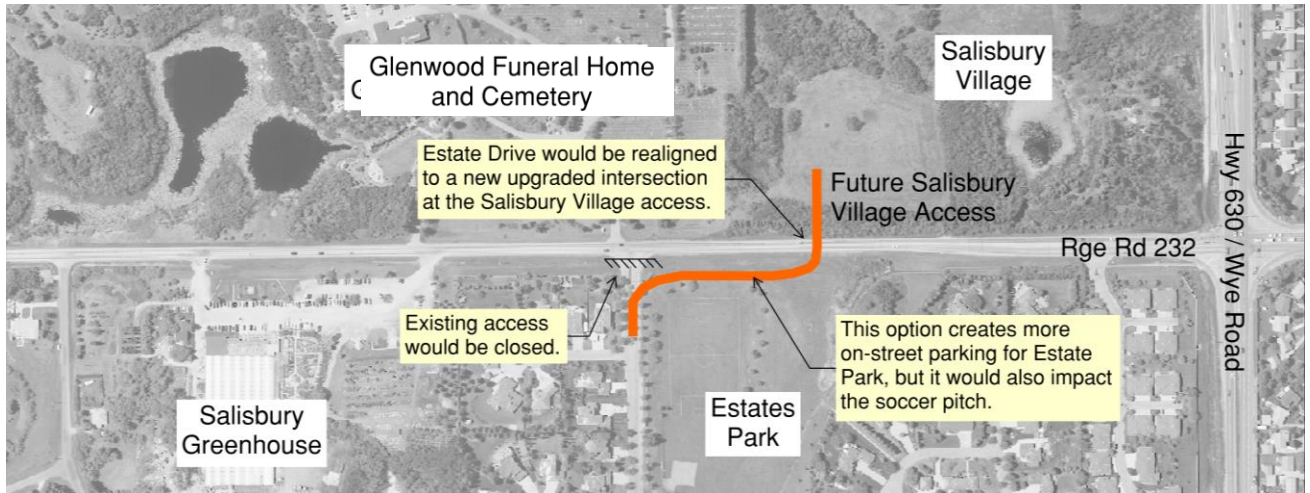 Glenwood Funeral Home
and Cemetery
Salisbury
Village
Estate Drive would be realigned
to a new upgraded intersection
at the Salisbury Village access.
Future Salisbury
Village Access
Hwy 630 / Wye Road
Rge Rd 232
Existing access
would be closed.
This option creates more
on-street parking for Estate
Park, but it would also impact
the soccer pitch.
Salisbury
Greenhouse
Estates
Park